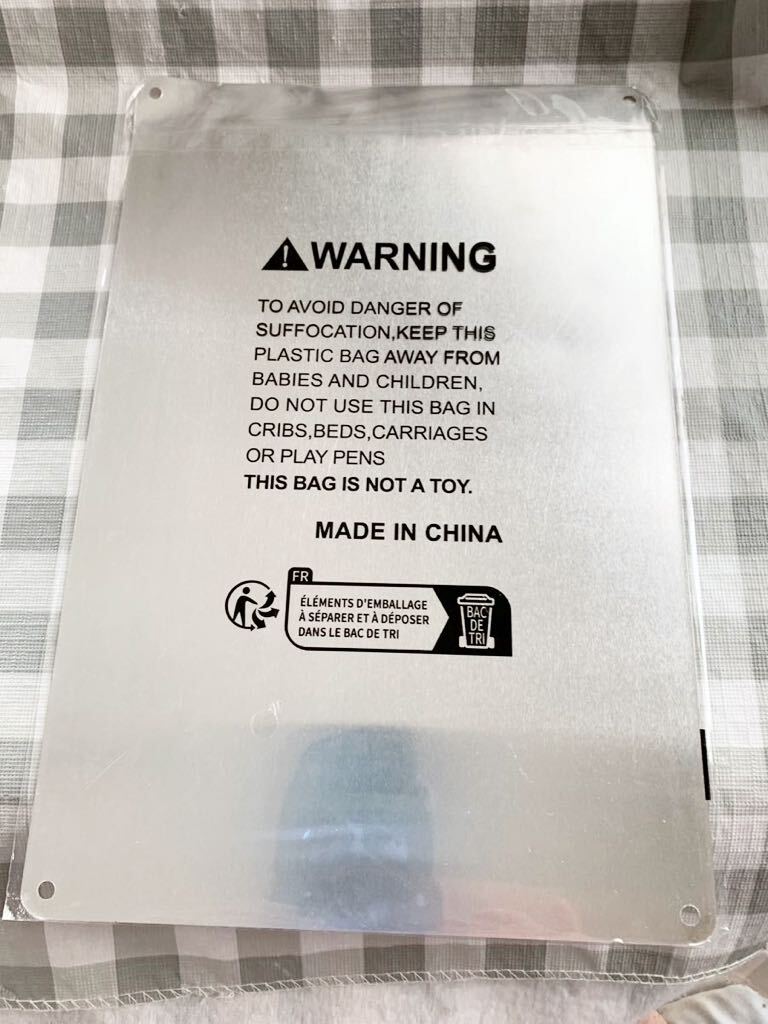 WARNING
TO AVOID DANGER OF
SUFFOCATION,KEEP THIS
PLASTIC BAG AWAY FROM
BABIES AND CHILDREN,
DO NOT USE THIS BAG IN
CRIBS,BEDS,CARRIAGES
OR PLAY PENS
THIS BAG IS NOT A TOY.
MADE IN CHINA
FR
ÉLÉMENTS D'EMBALLAGE
À SÉPARER ET À DÉPOSER
DANS LE BAC DE TRI
BAC
DE
TRI